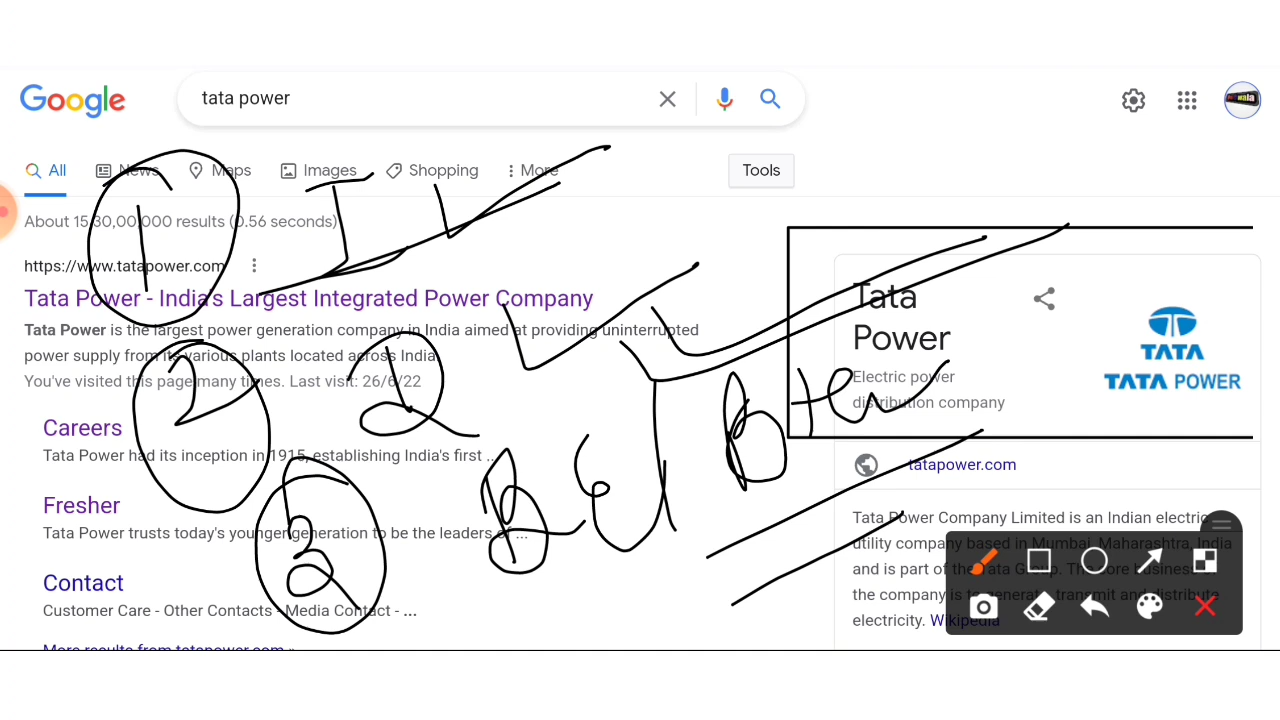 Google
tata power
All News Maps Images Shopping More Tools
About 15,30,00,000 results (0.56 seconds)
https://www.tatapower.com
Tata Power - India's Largest Integrated Power Company
Tata Power is the largest power generation company in India aimed at providing uninterrupted
power supply from its various plants located across India.
You've visited this page many times. Last visit: 26/6/22
Careers
Tata Power had its inception in 1915, establishing India's first ...
Fresher
Tata Power trusts today's younger generation to be the leaders of ...
Contact
Customer Care - Other Contacts - Media Contact - ...
More results from tatapower.com »
Tata
Power
Electric power
distribution company
TATA
TATA POWER
tatapower.com
Tata Power Company Limited is an Indian electric
utility company based in Mumbai, Maharashtra, India
and is part of the Tata Group. The core business
the company is to generate, transmit and distribute
electricity. Wikipedia
1
2